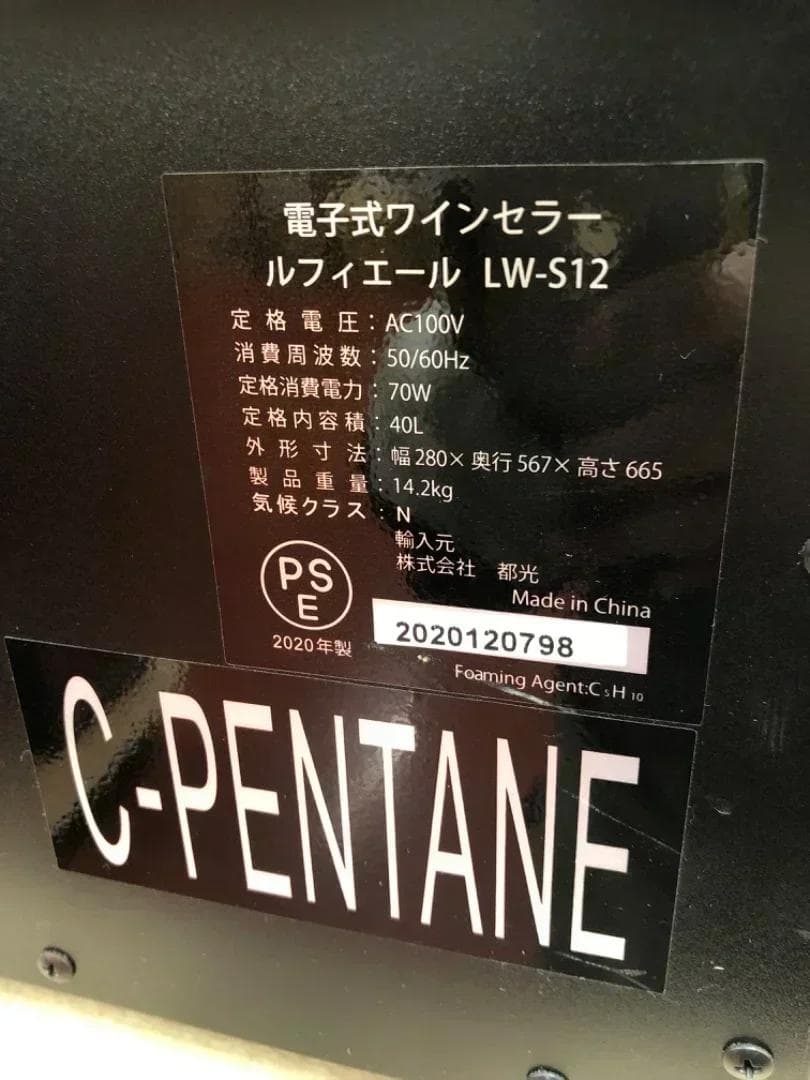 電子式ワインセラー
ルフィエール LW-S12
定格電圧：AC100V
消費周波数：50/60Hz
定格消費電力：70W
定格内容積：40L
外形寸法：幅280×奥行567×高さ665
製品重量：14.2kg
気候クラス：N
輸入元
株式会社 都光
Made in China
PS
E
2020年製
2020120798
Foaming Agent:C₅H₁₀
C-PENTANE